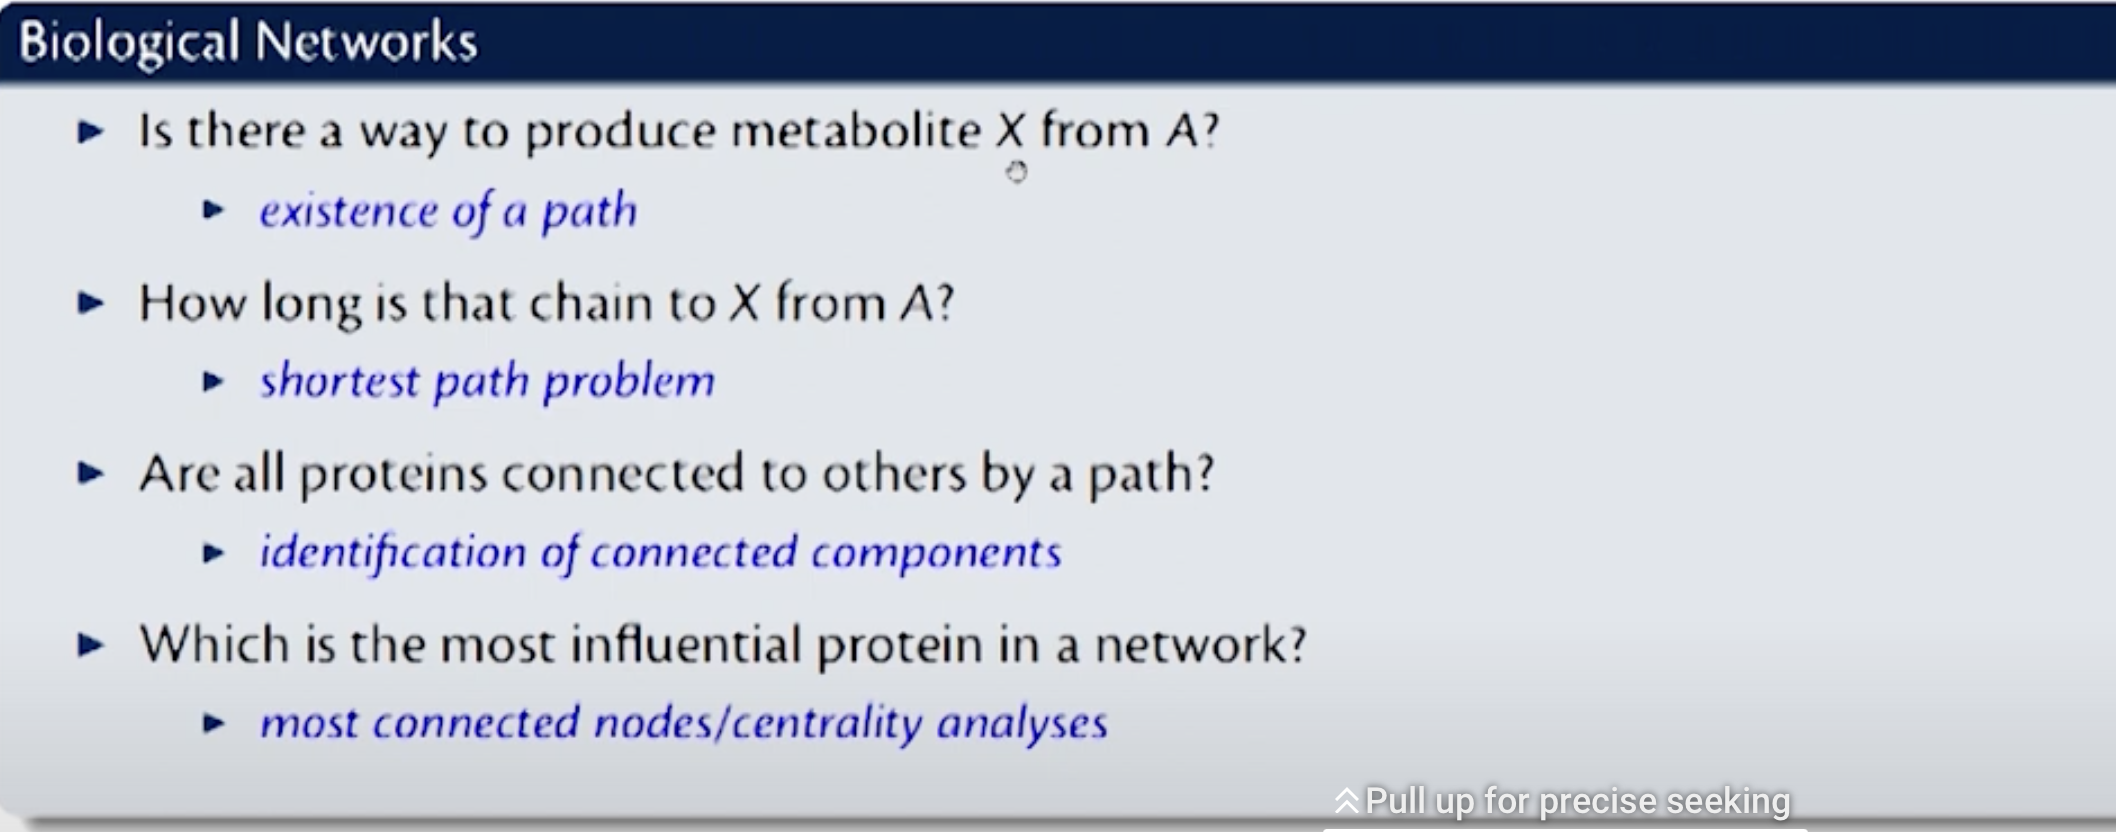 Biological Networks
Is there a way to produce metabolite X from A?
existence of a path
How long is that chain to X from A?
shortest path problem
Are all proteins connected to others by a path?
identification of connected components
Which is the most influential protein in a network?
most connected nodes/centrality analyses
Pull up for precise seeking